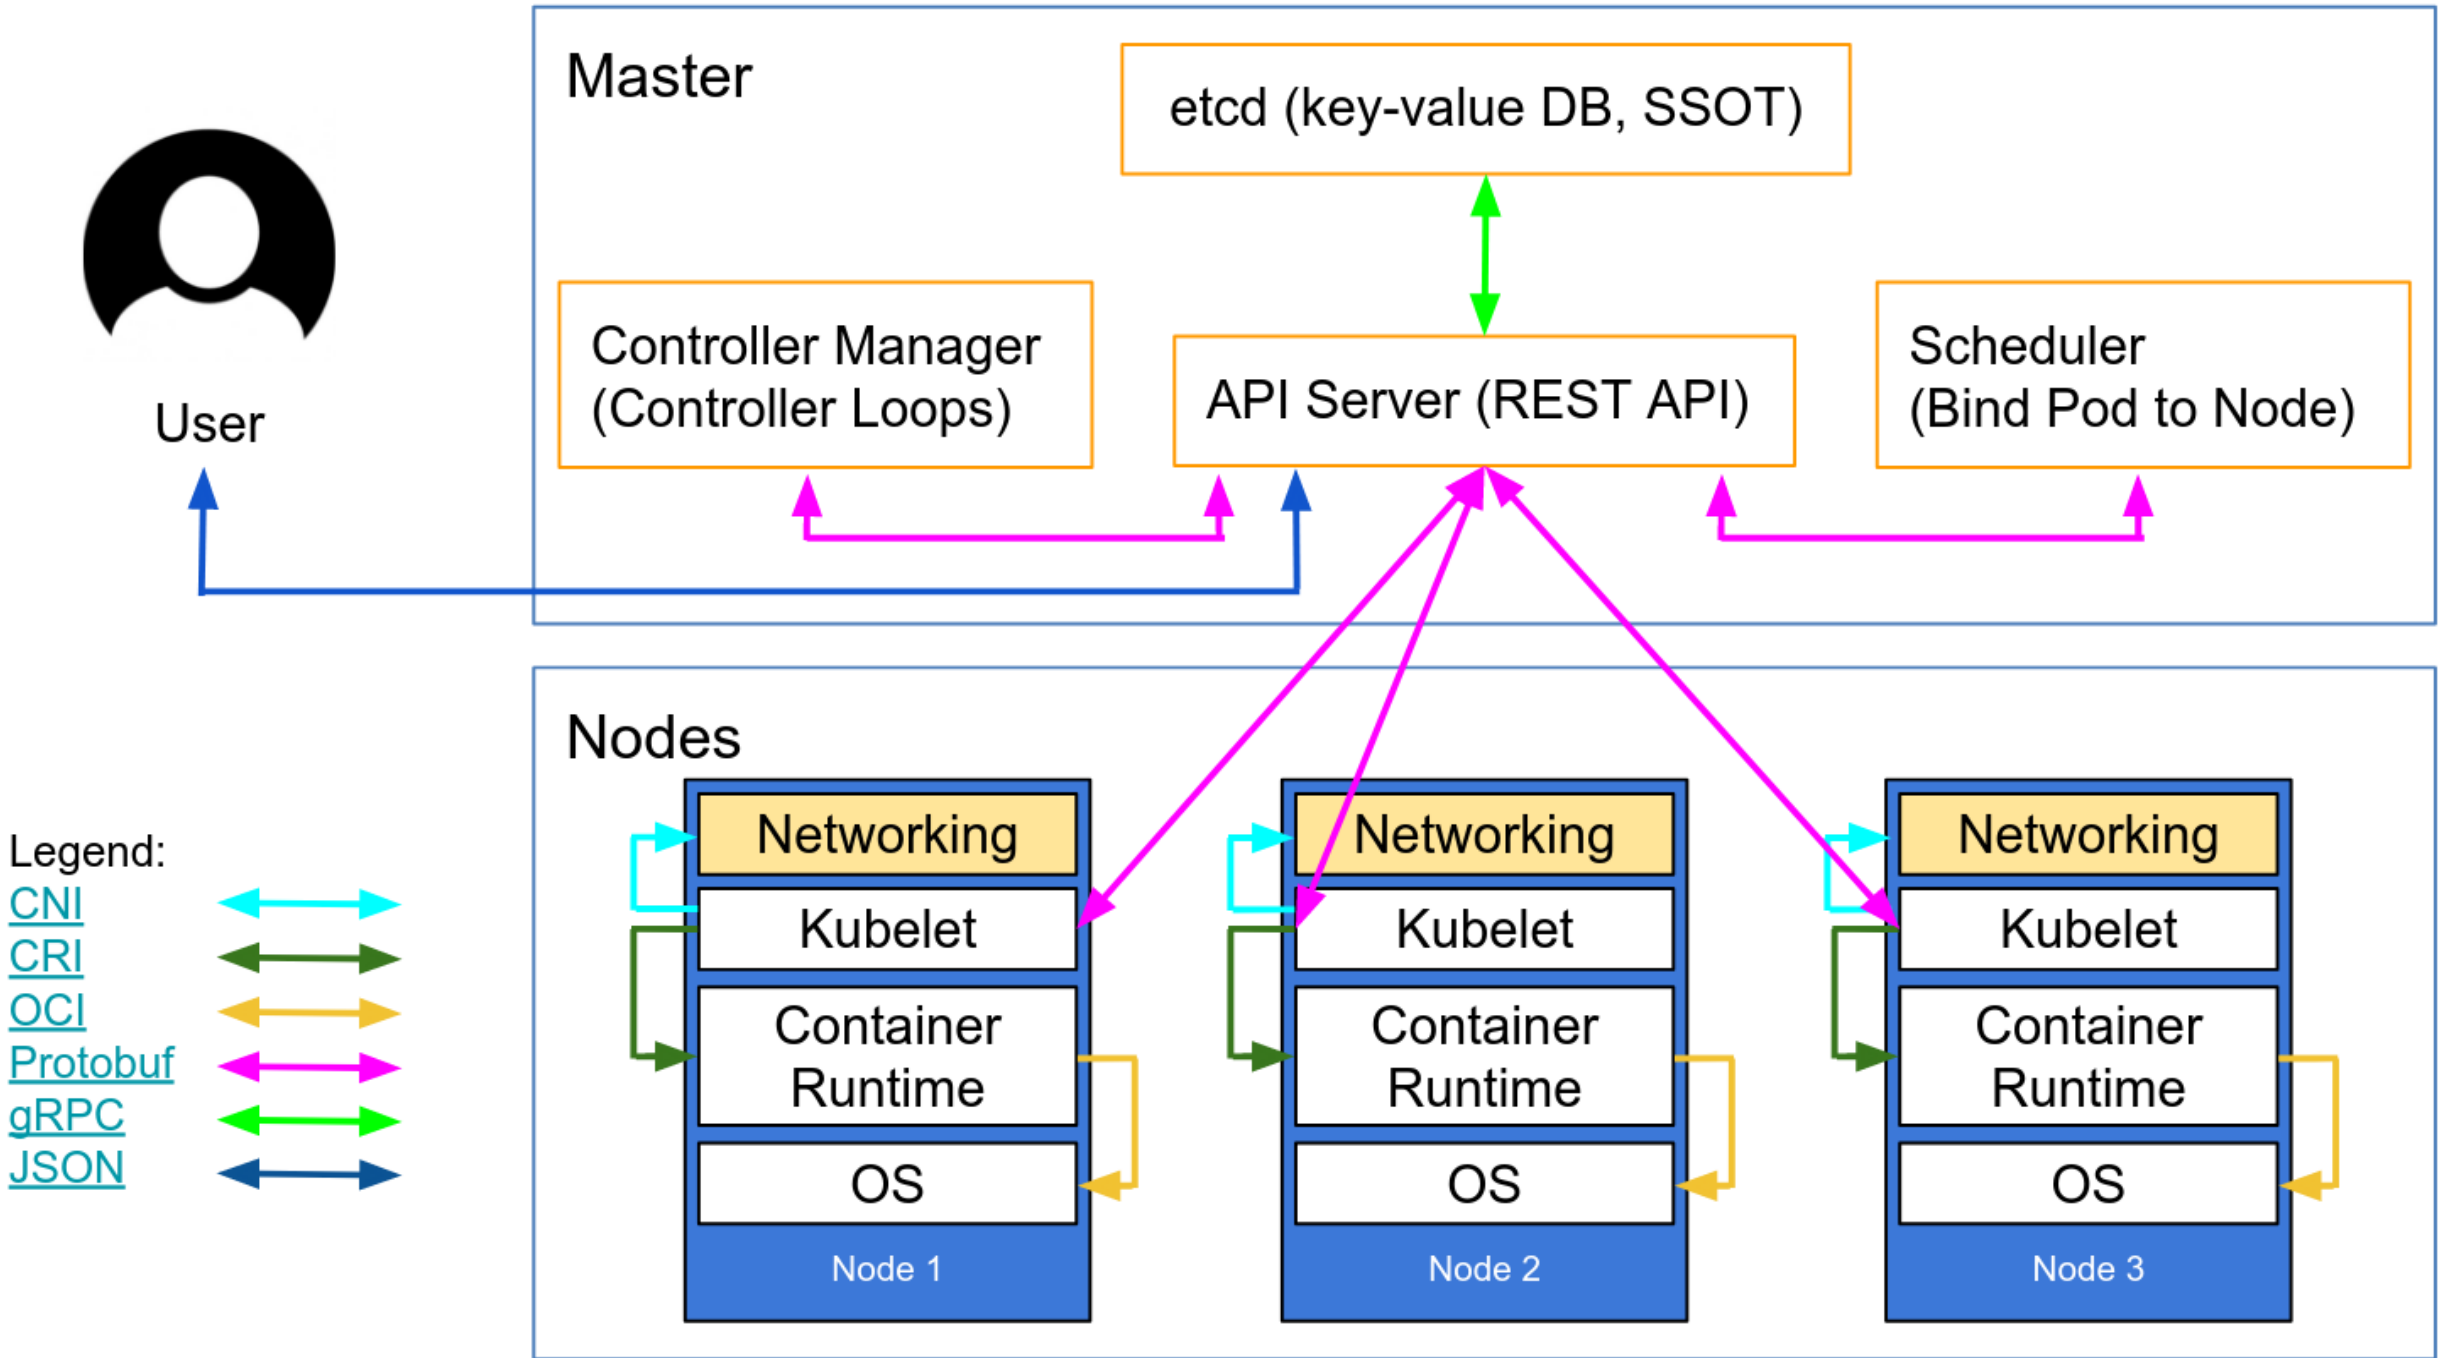 Master
etcd (key-value DB, SSOT)
Controller Manager
(Controller Loops)
API Server (REST API)
Scheduler
(Bind Pod to Node)
User
Nodes
Networking
Kubelet
Container
Runtime
OS
Node 1
Networking
Kubelet
Container
Runtime
OS
Node 2
Networking
Kubelet
Container
Runtime
OS
Node 3
Legend:
CNI
CRI
OCI
Protobuf
gRPC
JSON